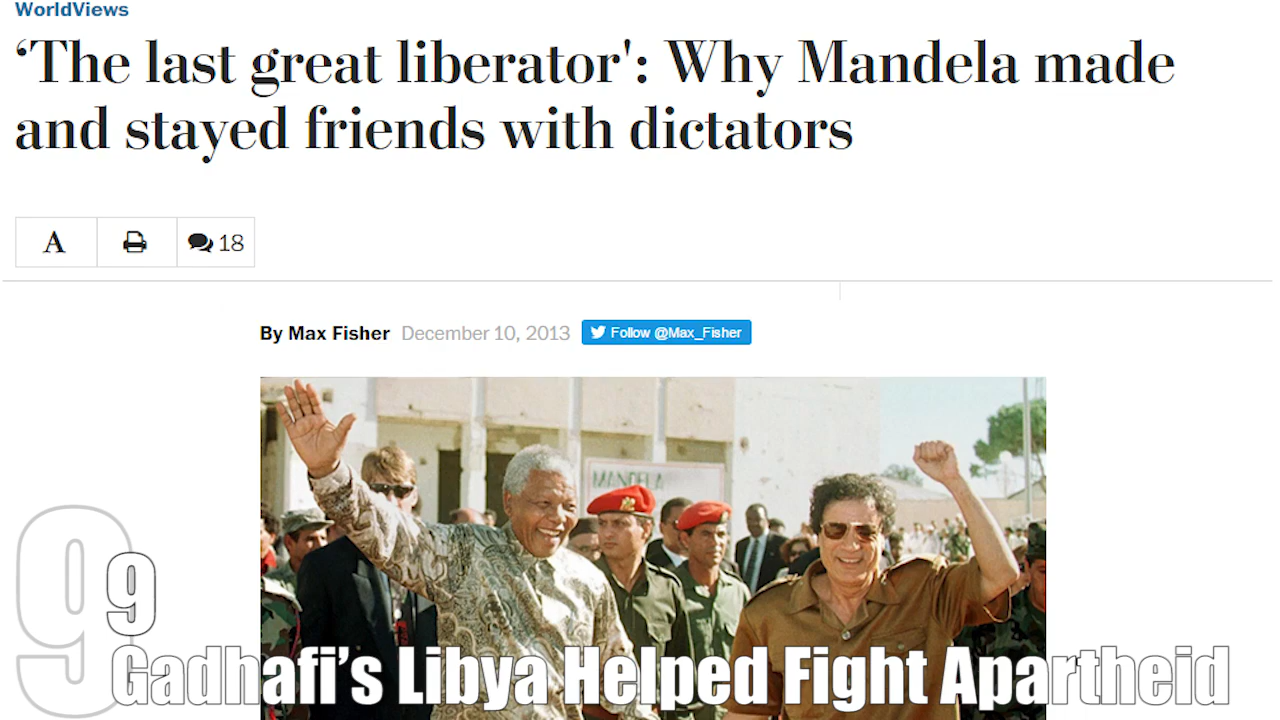 WorldViews
‘The last great liberator': Why Mandela made
and stayed friends with dictators
A
18
By Max Fisher December 10, 2013 Follow @Max_Fisher
MANDELA
9
9
Gadhafi’s Libya Helped Fight Apartheid